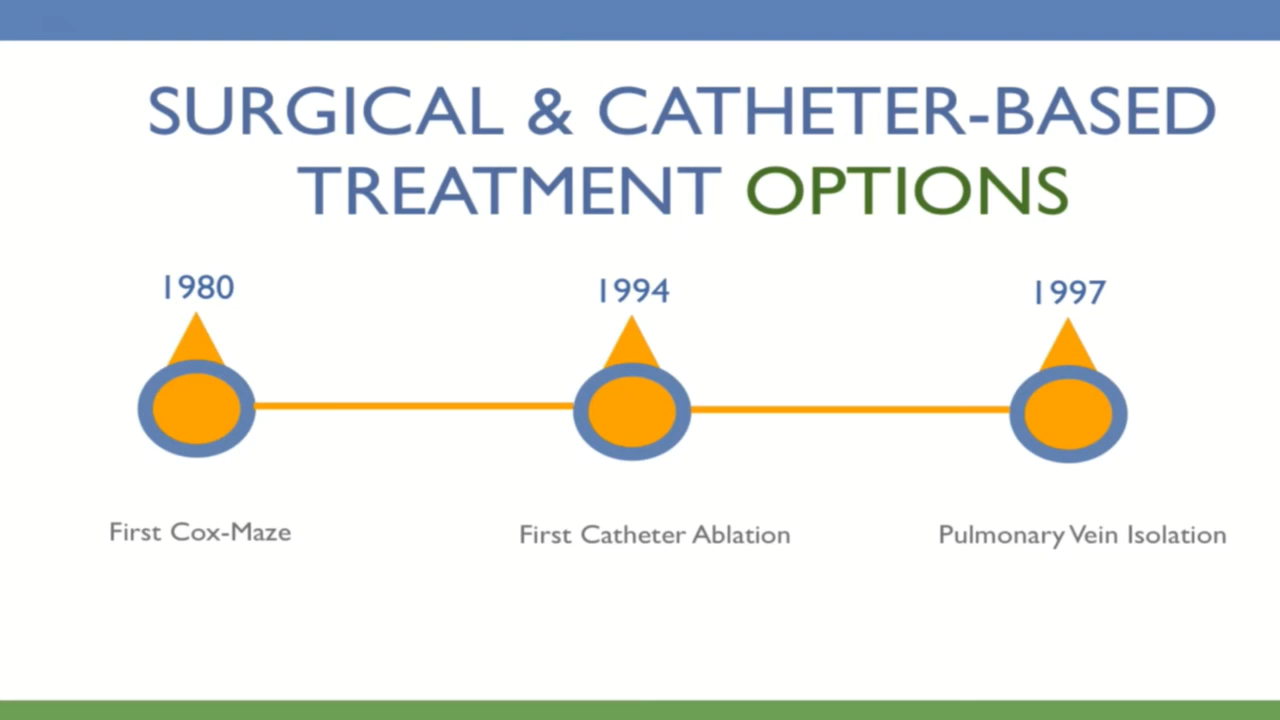 SURGICAL & CATHETER-BASED
TREATMENT OPTIONS
1980
1994
1997
First Cox-Maze
First Catheter Ablation
Pulmonary Vein Isolation